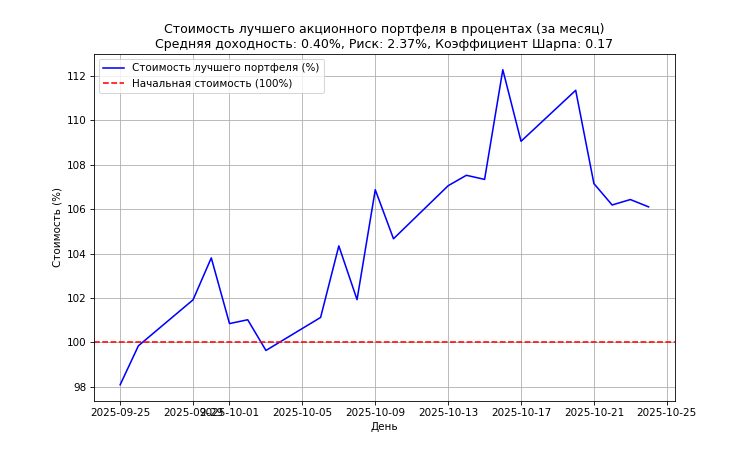 Стоимость лучшего акционного портфеля в процентах (за месяц)
Средняя доходность: 0.40%, Риск: 2.37%, Коэффициент Шарпа: 0.17
Стоимость лучшего портфеля (%)
Начальная стоимость (100%)
Стоимость (%)
112
110
108
106
104
102
100
98
2025-09-25 2025-09-29 2025-10-01 2025-10-05 2025-10-09 2025-10-13 2025-10-17 2025-10-21 2025-10-25
День